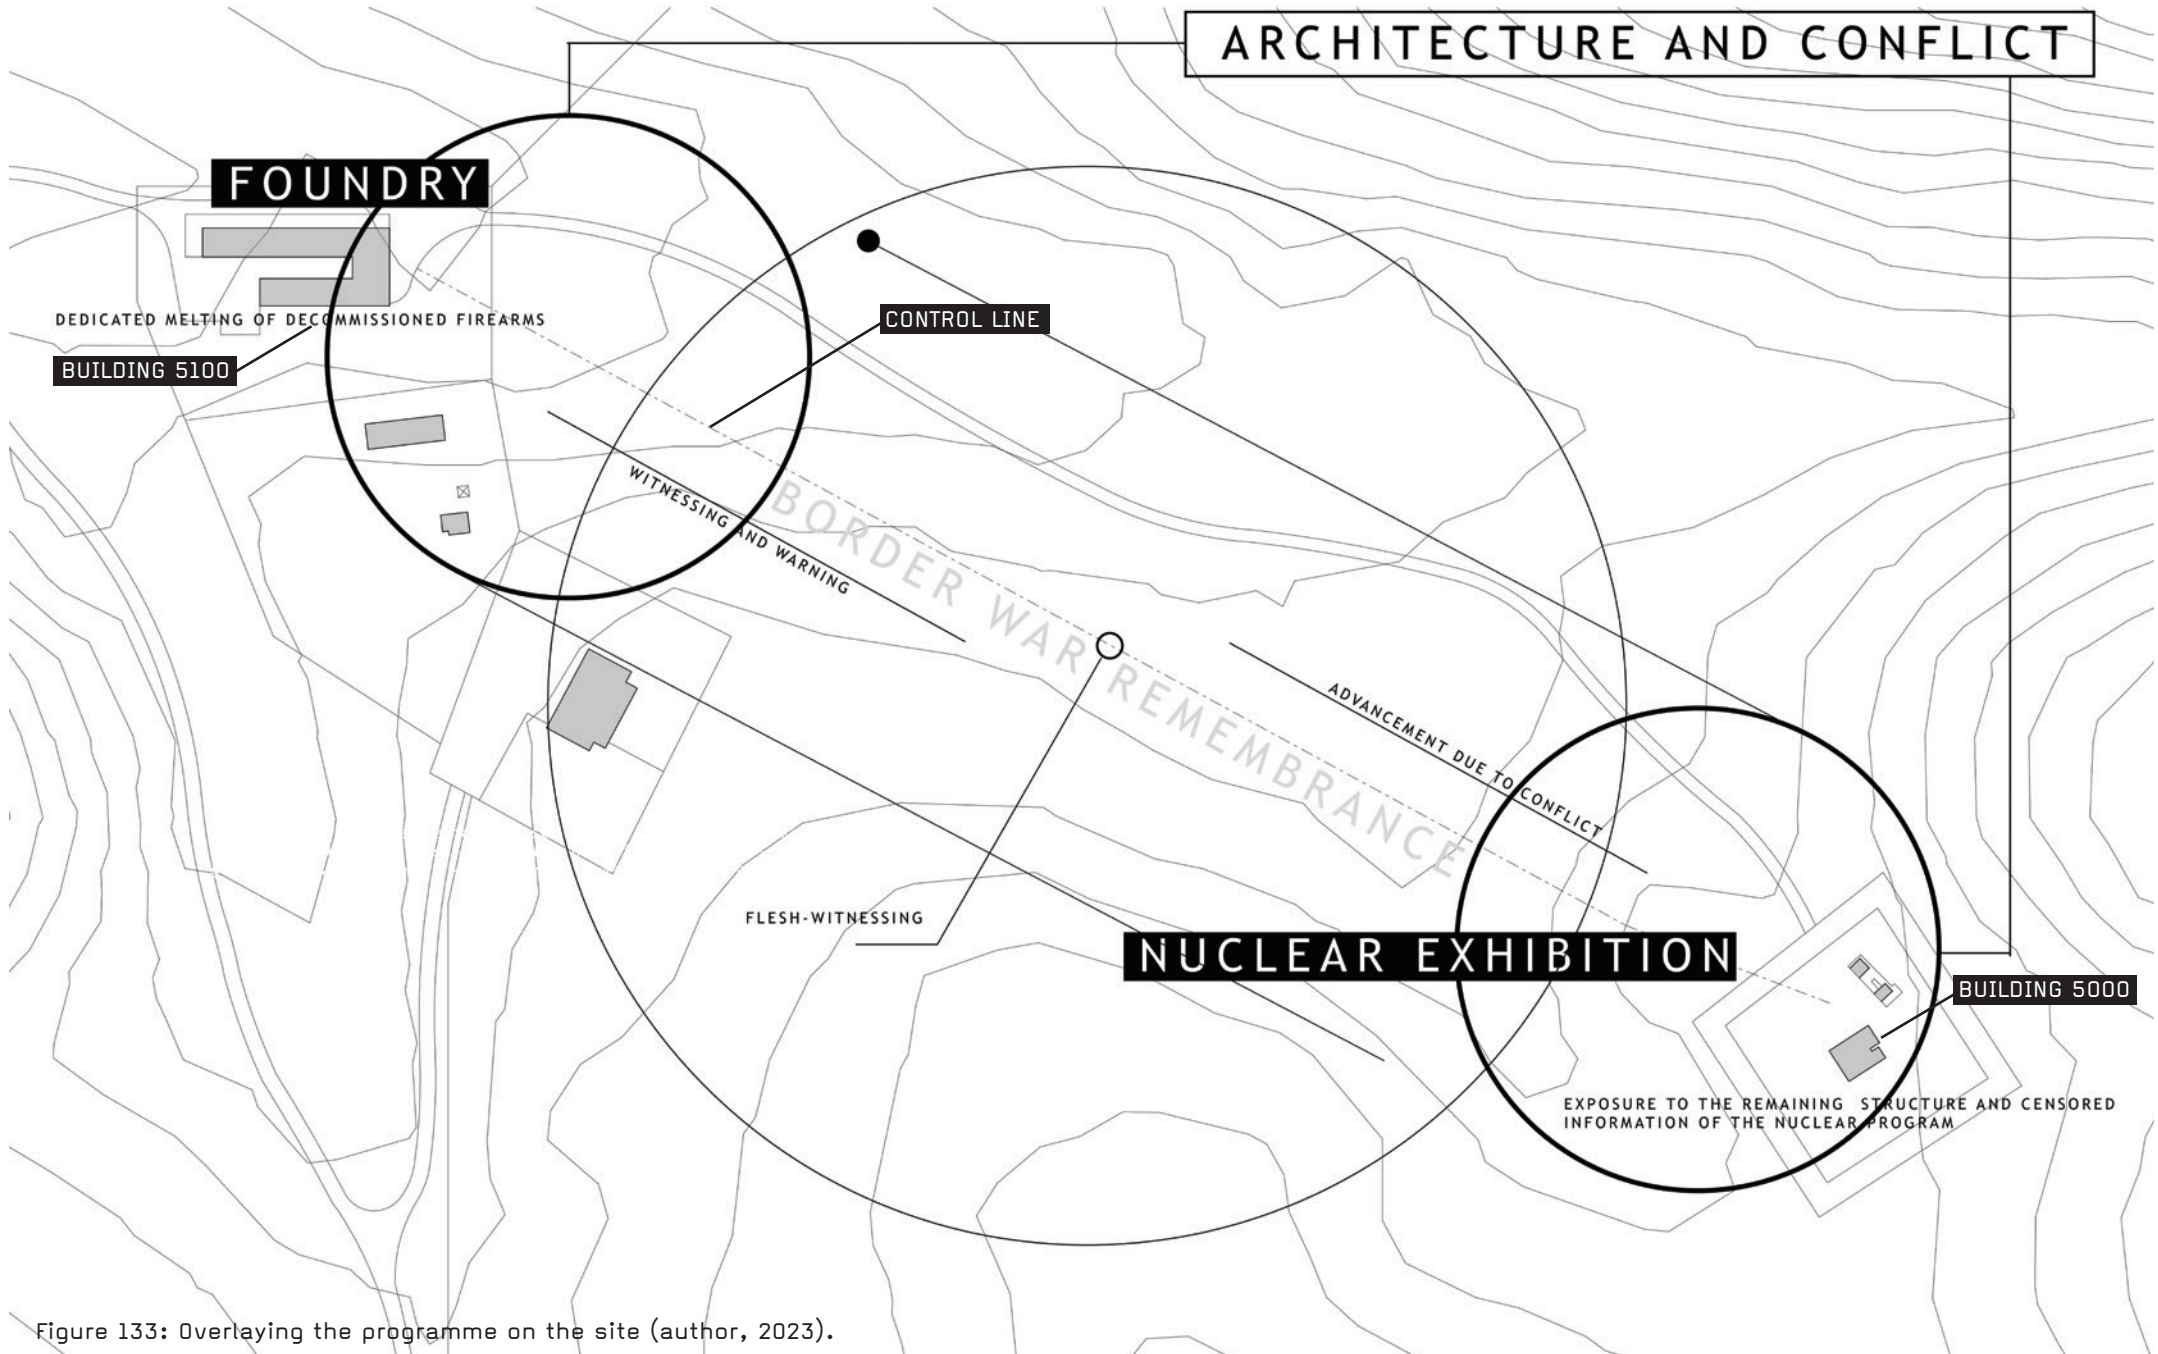 ARCHITECTURE AND CONFLICT
FOUNDRY
DEDICATED MELTING OF DECOMMISSIONED FIREARMS
BUILDING 5100
CONTROL LINE
WITNESSING AND WARNING
BORDER WAR REMEMBRANCE
ADVANCEMENT DUE TO CONFLICT
FLESH-WITNESSING
NUCLEAR EXHIBITION
BUILDING 5000
EXPOSURE TO THE REMAINING STRUCTURE AND CENSORED
INFORMATION OF THE NUCLEAR PROGRAM
Figure 133: Overlaying the programme on the site (author, 2023).